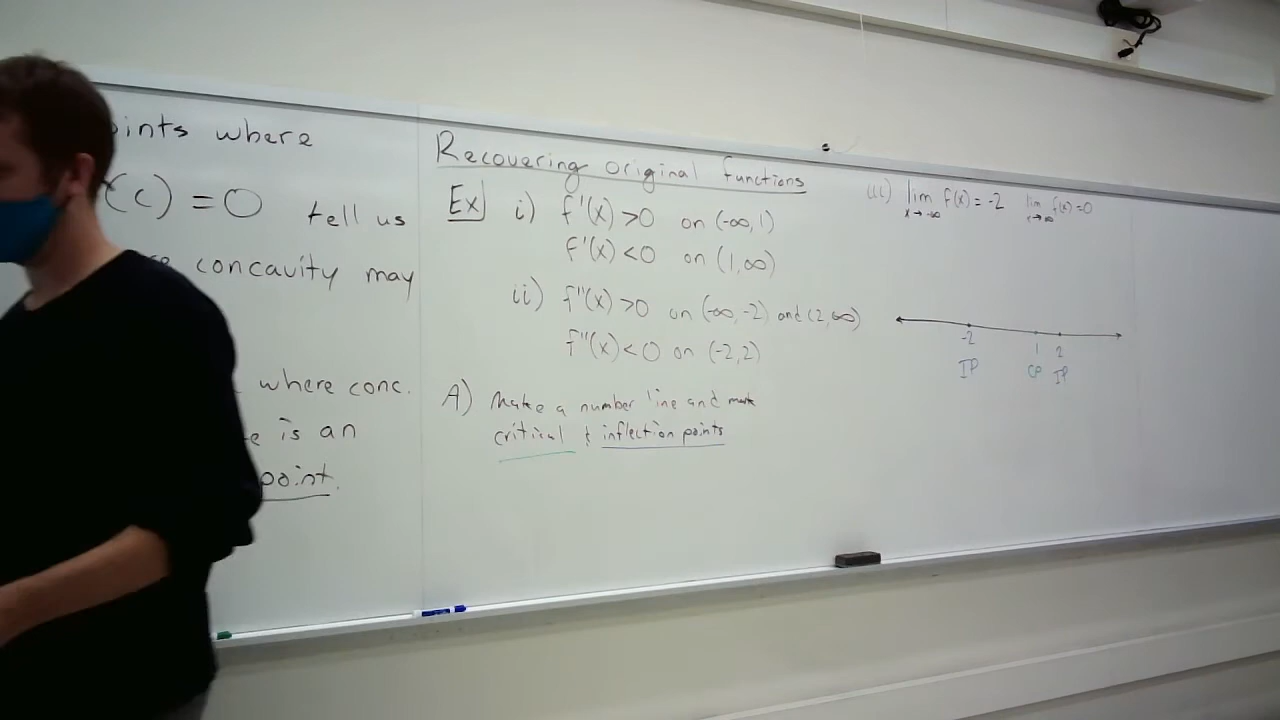 ints where
(c) = 0 tell us
concavity may
where conc.
is an
point.
Recovering original functions
Ex i) f'(x) >0 on (-∞, 1)
f'(x) <0 on (1, ∞)
ii) f"(x) >0 on (-∞, -2) and (2, ∞)
f"(x) <0 on (-2, 2)
A) Make a number line and mark
critical & inflection points
iii) lim f(x) = -2 lim f(x) = 0
x→-∞ x→∞
-2 1 2
IP CP IP